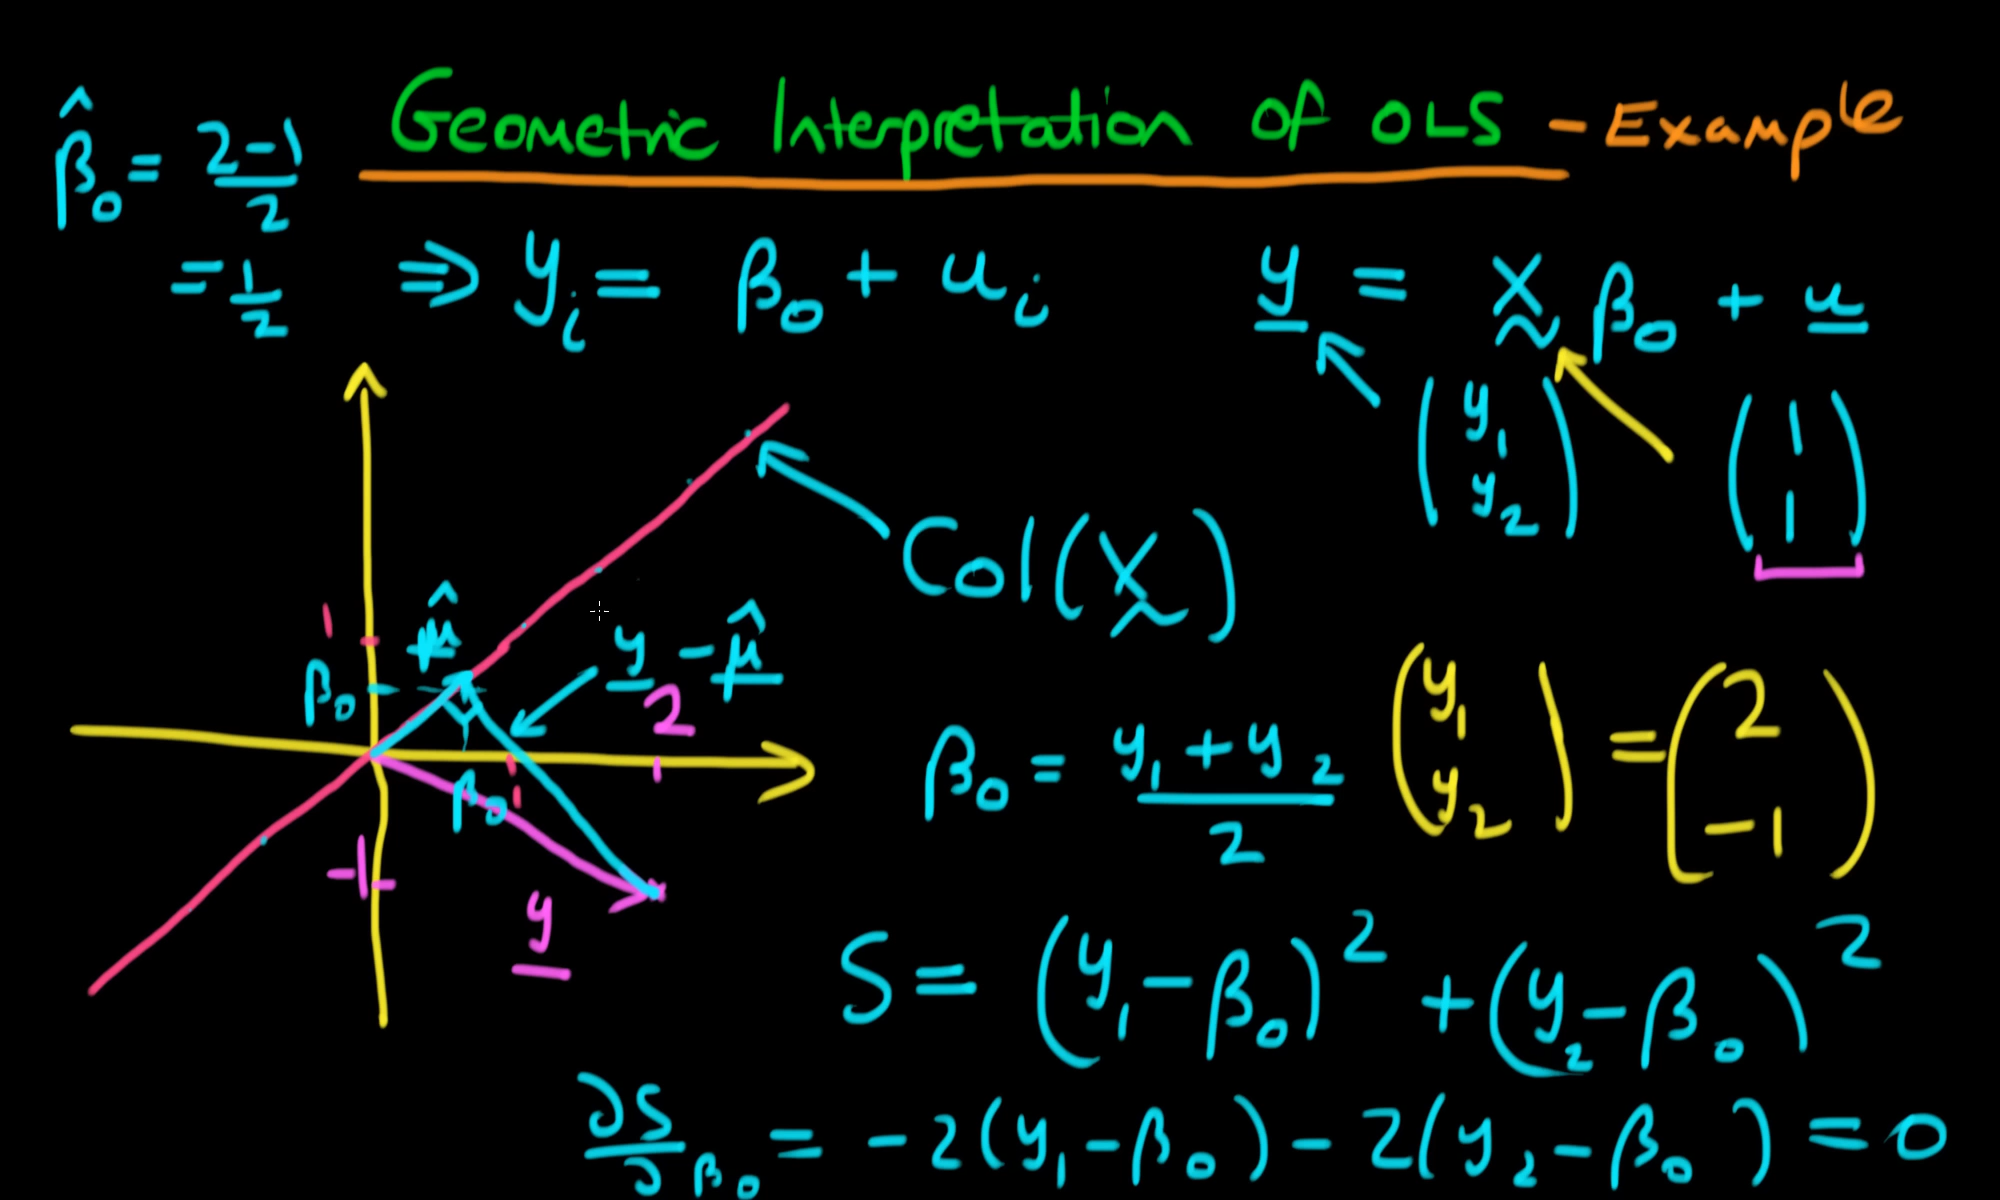 Geometric Interpretation of OLS - Example
β̂₀ = (2-1)/2
= 1/2
⇒ yᵢ = β₀ + uᵢ
y = X β₀ + u
(y₁ y₂)
(1 1)
Col(X)
1
μ̂
y - μ̂
β₀
2
β₀
1
-1
y
β₀ = (y₁ + y₂)/2
(y₁ y₂) = (2 -1)
S = (y₁ - β₀)² + (y₂ - β₀)²
∂S/∂β₀ = -2(y₁ - β₀) - 2(y₂ - β₀) = 0